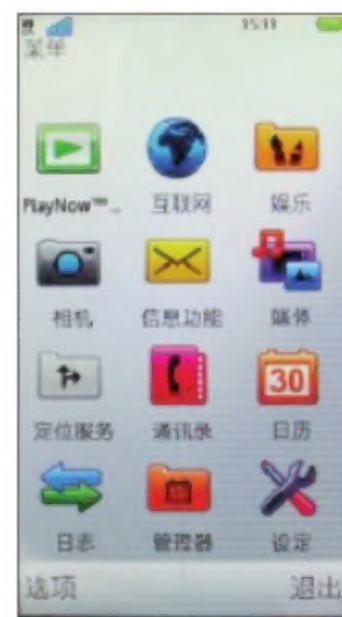 15:11
菜单
PlayNow™...
互联网
娱乐
相机
信息功能
媒体
定位服务
通讯录
30
日历
日志
管理器
设定
选项
退出